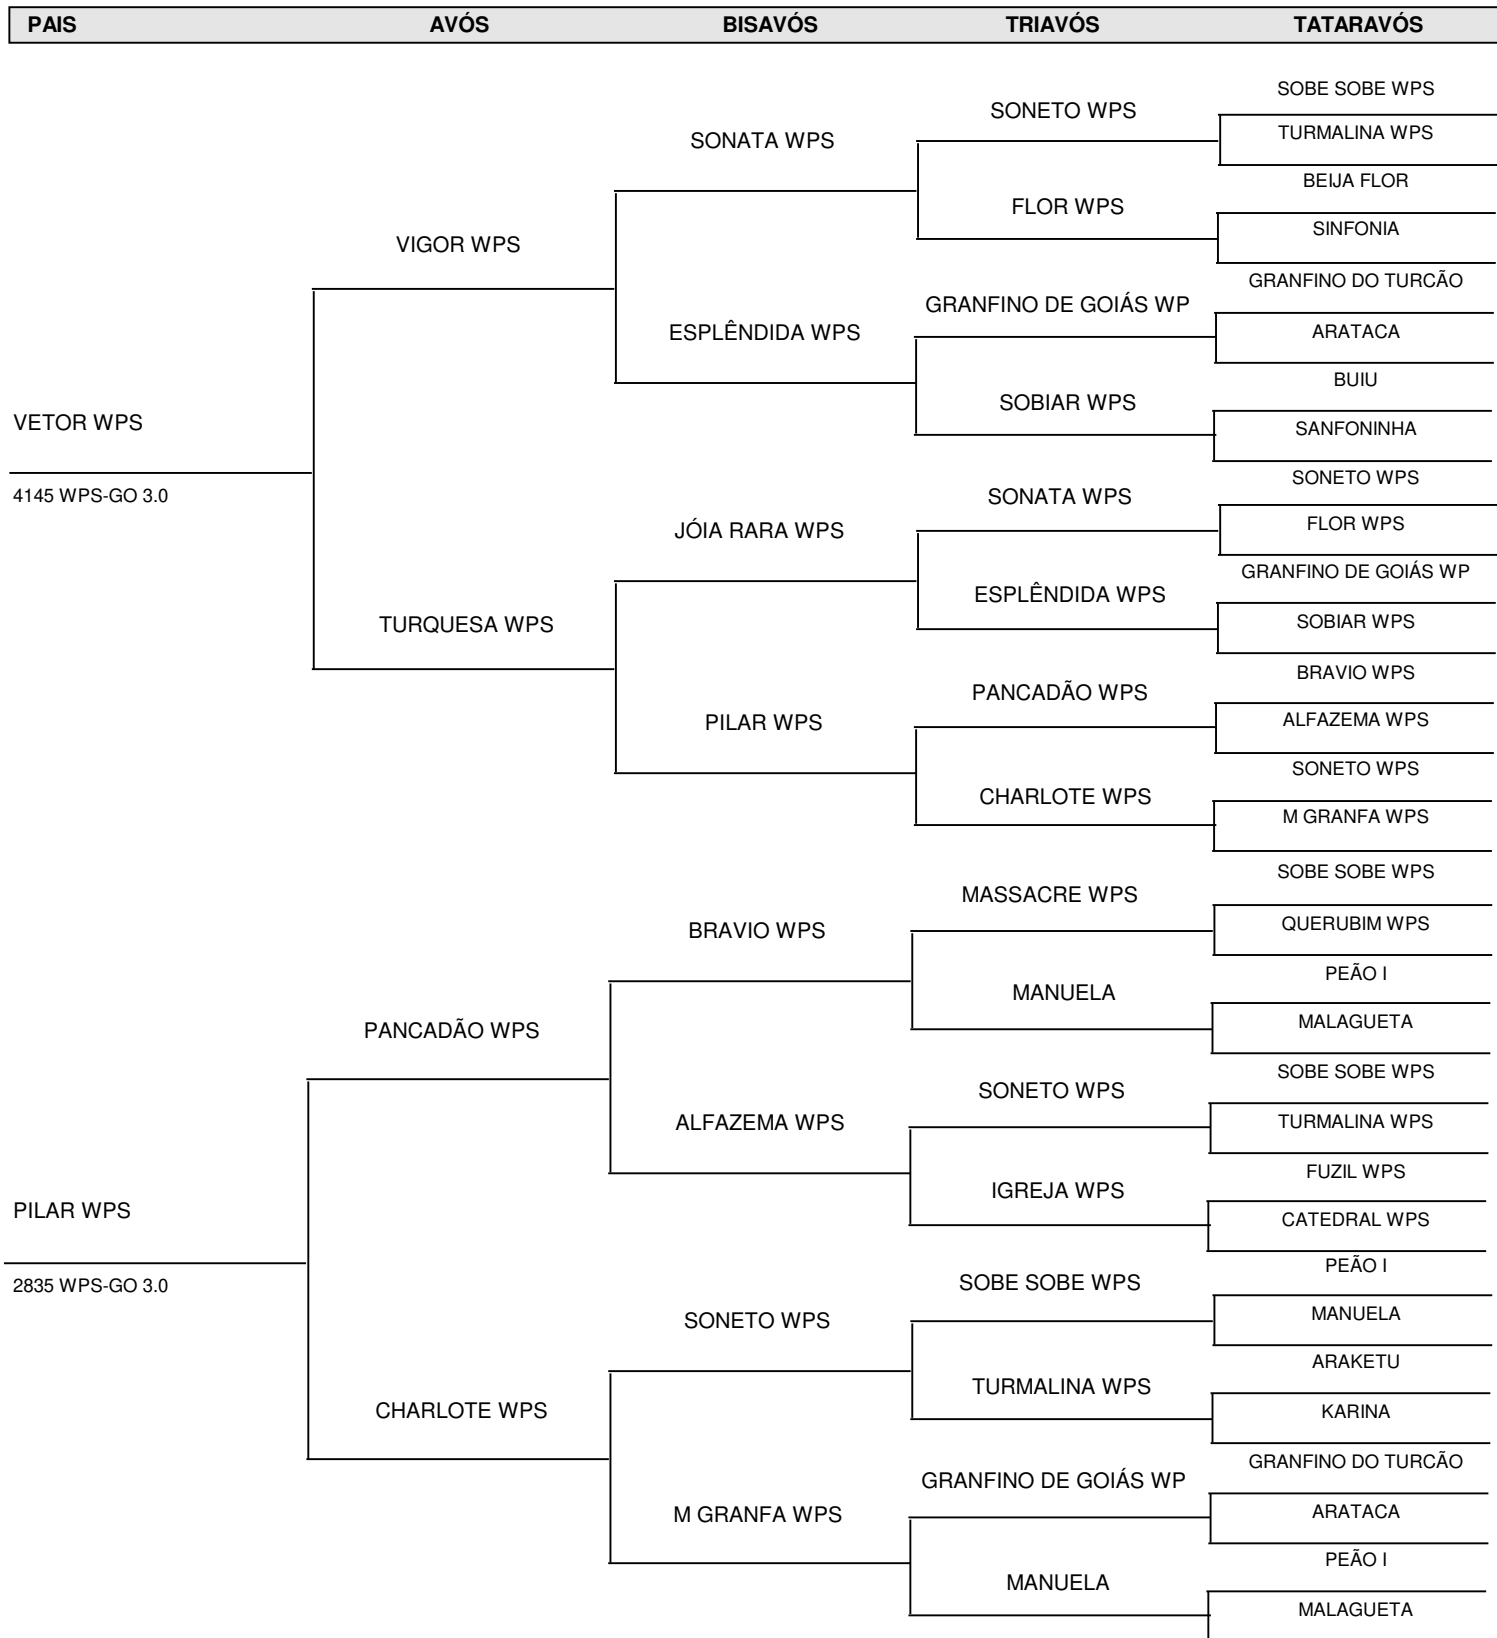 PAIS AVÓS BISAVÓS TRIAVÓS TATARAVÓS
SOBE SOBE WPS
SONETO WPS
TURMALINA WPS
SONATA WPS
BEIJA FLOR
FLOR WPS
SINFONIA
VIGOR WPS
GRANFINO DO TURCÃO
GRANFINO DE GOIÁS WP
ARATACA
ESPLÊNDIDA WPS
BUIU
SOBIAR WPS
SANFONINHA
VETOR WPS
4145 WPS-GO 3.0
SONETO WPS
SONATA WPS
FLOR WPS
JÓIA RARA WPS
GRANFINO DE GOIÁS WP
ESPLÊNDIDA WPS
SOBIAR WPS
TURQUESA WPS
BRAVIO WPS
PANCADÃO WPS
ALFAZEMA WPS
PILAR WPS
SONETO WPS
CHARLOTE WPS
M GRANFA WPS
SOBE SOBE WPS
MASSACRE WPS
QUERUBIM WPS
BRAVIO WPS
PEÃO I
MANUELA
MALAGUETA
PANCADÃO WPS
SOBE SOBE WPS
SONETO WPS
TURMALINA WPS
ALFAZEMA WPS
FUZIL WPS
IGREJA WPS
CATEDRAL WPS
PILAR WPS
2835 WPS-GO 3.0
PEÃO I
SOBE SOBE WPS
MANUELA
SONETO WPS
ARAKETU
TURMALINA WPS
KARINA
CHARLOTE WPS
GRANFINO DO TURCÃO
GRANFINO DE GOIÁS WP
ARATACA
M GRANFA WPS
PEÃO I
MANUELA
MALAGUETA